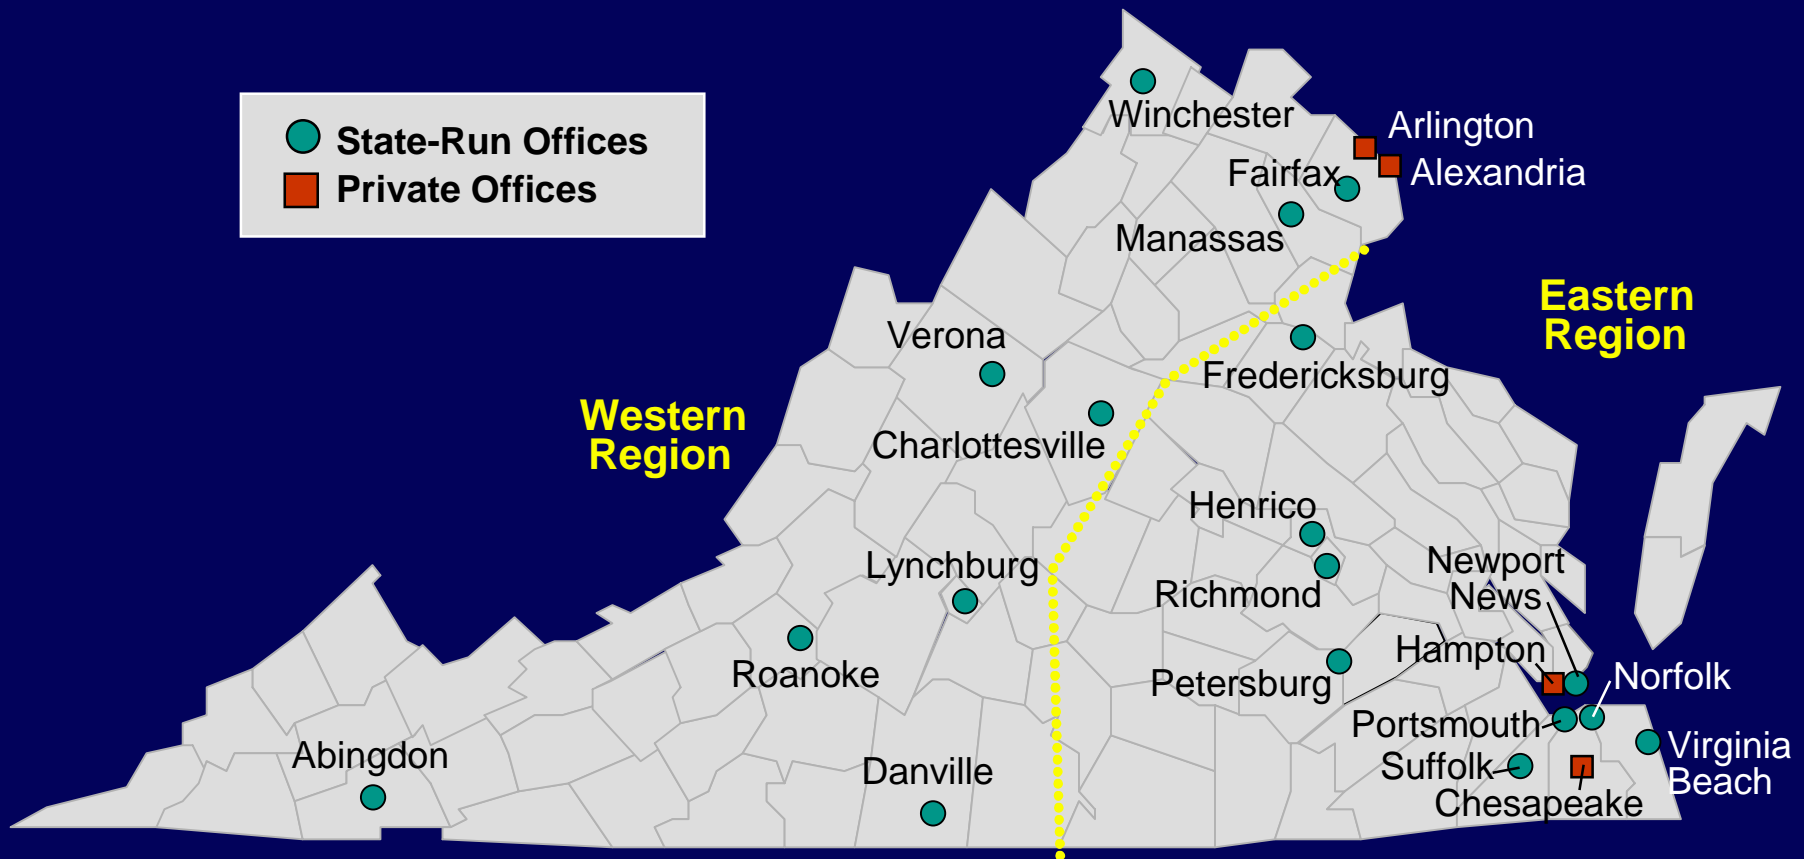 State-Run Offices
Private Offices
Winchester
Arlington
Alexandria
Fairfax
Manassas
Eastern
Region
Verona
Fredericksburg
Western
Region
Charlottesville
Henrico
Lynchburg
Newport
News
Richmond
Hampton
Roanoke
Petersburg
Norfolk
Portsmouth
Abingdon
Danville
Suffolk
Virginia
Beach
Chesapeake